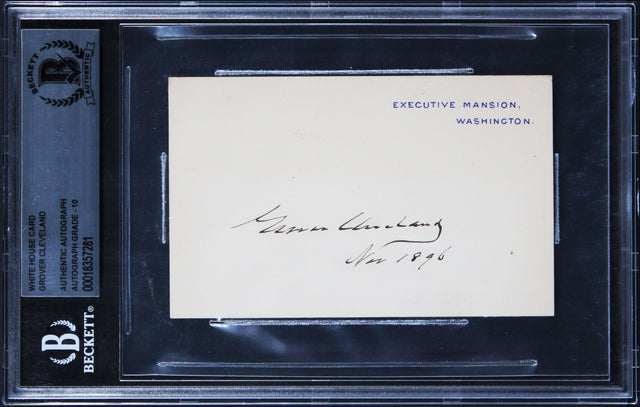 BECKETT
AUTHENTIC
WHITE HOUSE CARD
GROVER CLEVELAND
AUTHENTIC AUTOGRAPH
AUTOGRAPH GRADE - 10
00018357281
BECKETT®
EXECUTIVE MANSION,
WASHINGTON.
Grover Cleveland
Nov 1896